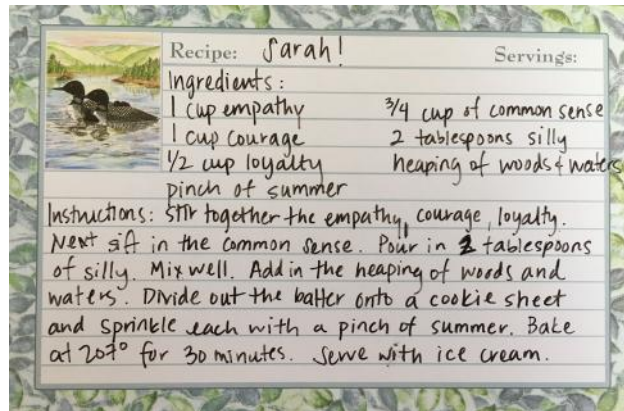 Recipe: Sarah! Servings:
Ingredients:
1 cup empathy 3/4 cup of common sense
1 cup courage 2 tablespoons silly
1/2 cup loyalty heaping of woods & waters
pinch of summer
Instructions: Stir together the empathy, courage, loyalty.
Next sift in the common sense. Pour in 2 tablespoons
of silly. Mix well. Add in the heaping of woods and
waters. Divide out the batter onto a cookie sheet
and sprinkle each with a pinch of summer. Bake
at 207° for 30 minutes. Serve with ice cream.